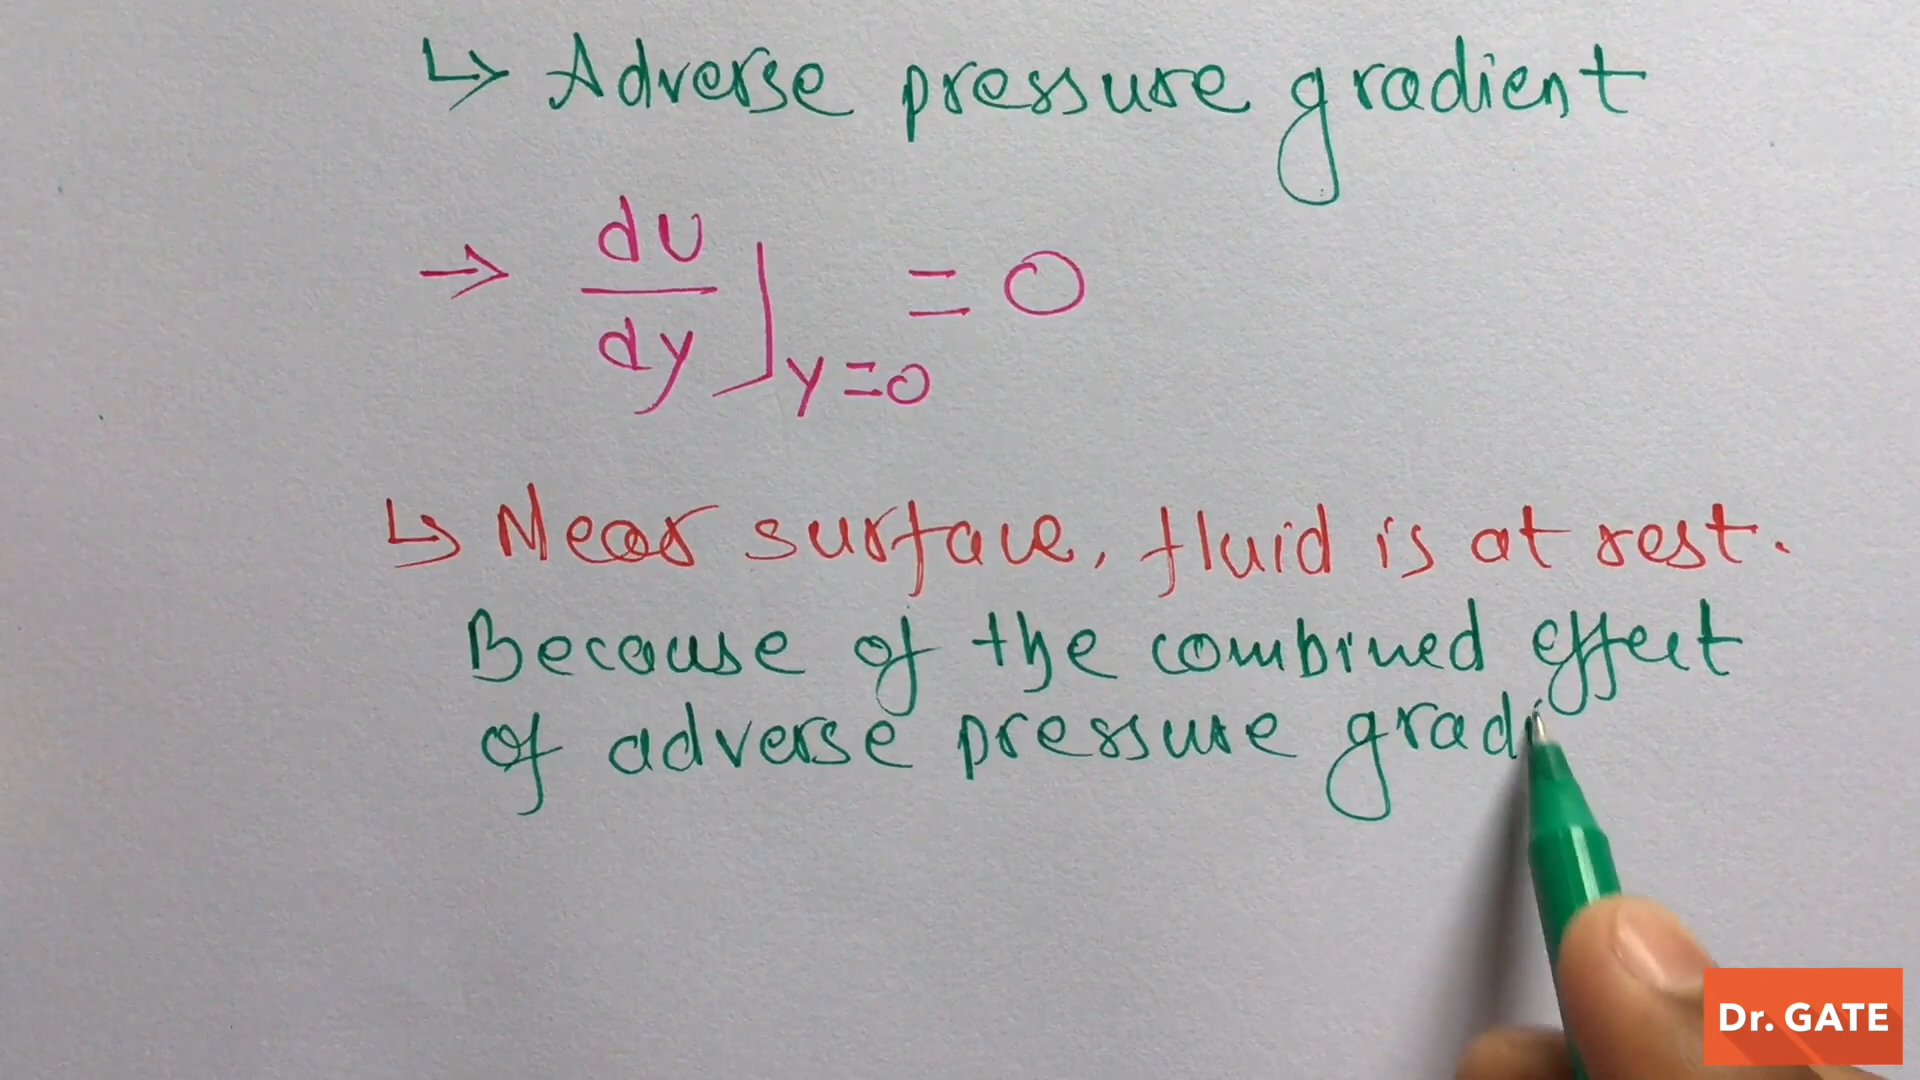 ↳ Adverse pressure gradient
→ du/dy]y=0 = 0
↳ Near surface, fluid is at rest.
Because of the combined effect
of adverse pressure gradi
Dr. GATE